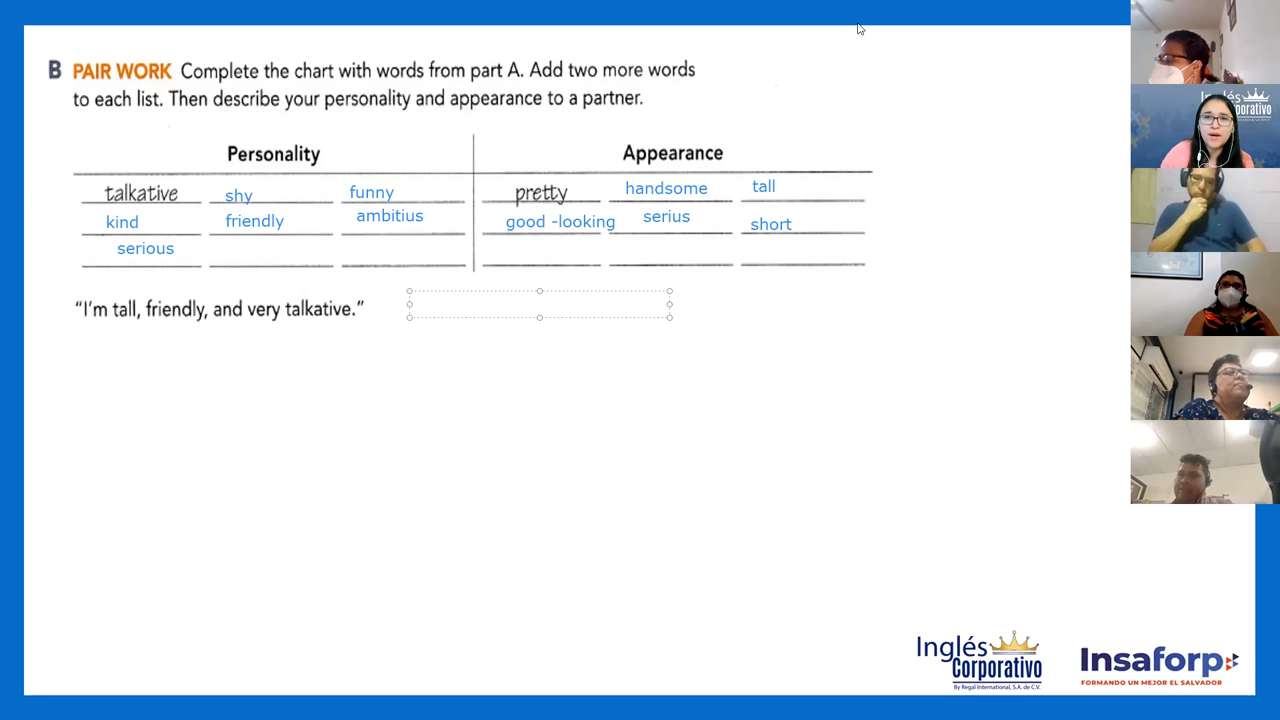 B PAIR WORK Complete the chart with words from part A. Add two more words
to each list. Then describe your personality and appearance to a partner.
Personality Appearance
talkative shy funny pretty handsome tall
kind friendly ambitius good -looking serius short
serious
"I'm tall, friendly, and very talkative."
Inglés
Corporativo
By Regal International, S.A. de C.V.
Insaforp
FORMANDO UN MEJOR EL SALVADOR
Inglés
orporativo